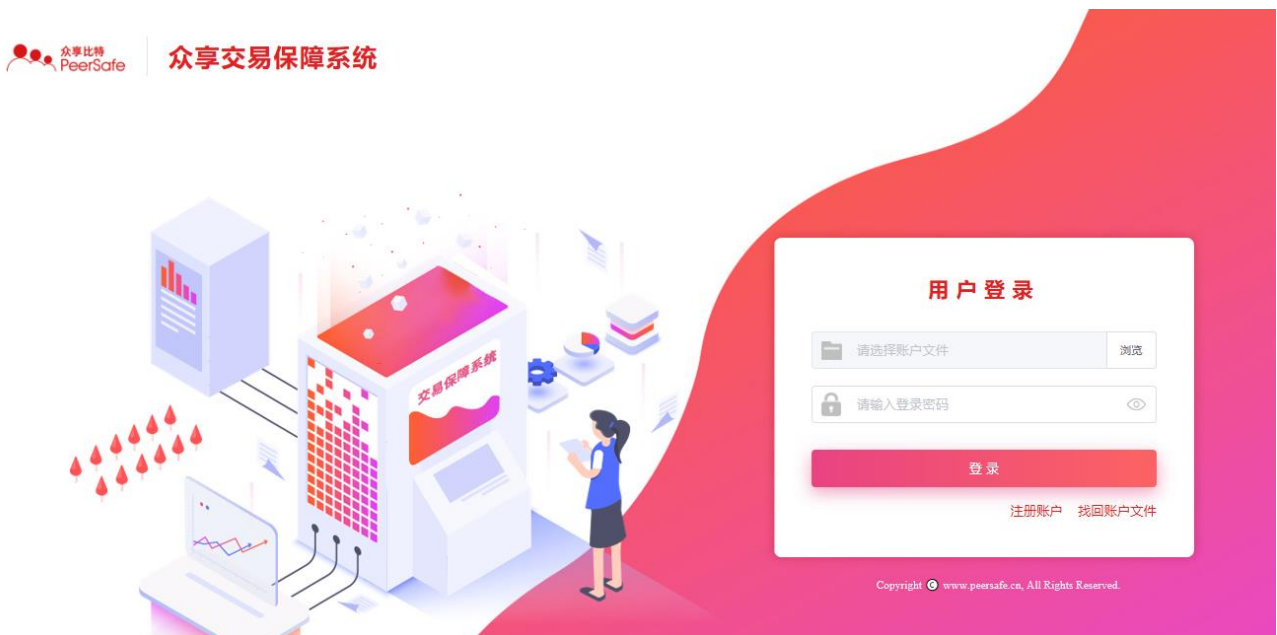 众享比特
PeerSafe
众享交易保障系统
交易保障系统
用户登录
请选择账户文件
浏览
请输入登录密码
登录
注册账户 找回账户文件
Copyright © www.peersafe.cn, All Rights Reserved.